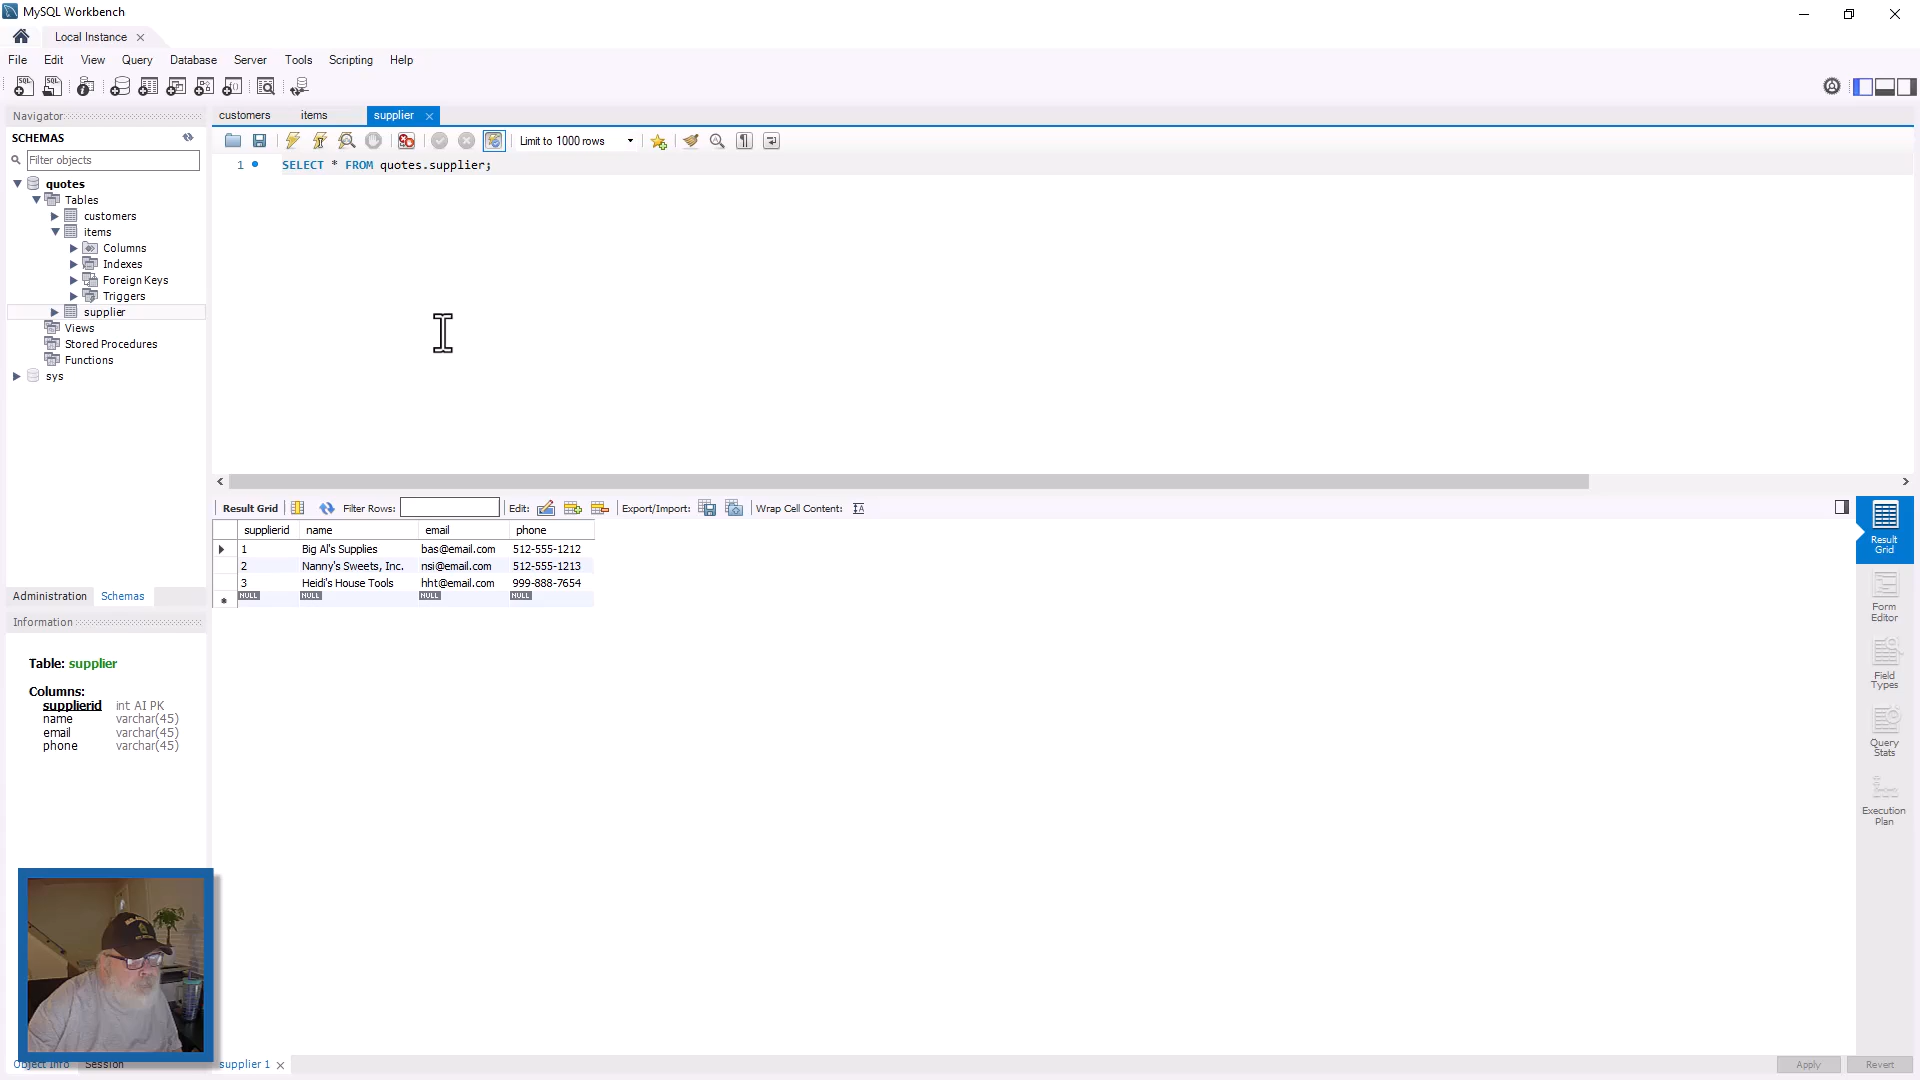 MySQL Workbench
Local Instance
File Edit View Query Database Server Tools Scripting Help
Navigator
SCHEMAS
Filter objects
quotes
Tables
customers
items
Columns
Indexes
Foreign Keys
Triggers
supplier
Views
Stored Procedures
Functions
sys
Administration Schemas
Information
Table: supplier
Columns:
supplierid int AI PK
name varchar(45)
email varchar(45)
phone varchar(45)
Object Info Session
customers items supplier
Limit to 1000 rows
1 SELECT * FROM quotes.supplier;
Result Grid Filter Rows: Edit: Export/Import: Wrap Cell Content:
supplierid name email phone
1 Big Al's Supplies bas@email.com 512-555-1212
2 Nanny's Sweets, Inc. nsi@email.com 512-555-1213
3 Heidi's House Tools hht@email.com 999-888-7654
NULL NULL NULL NULL
Result
Grid
Form
Editor
Field
Types
Query
Stats
Execution
Plan
supplier 1
Apply Revert